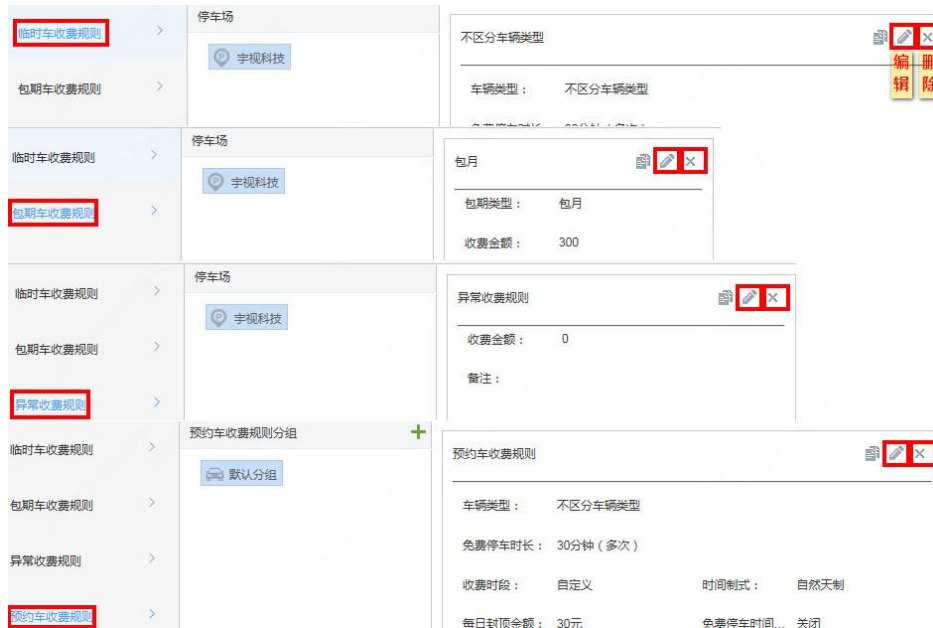 临时车收费规则
停车场
宇视科技
包期车收费规则
不区分车辆类型
编辑
删除
车辆类型： 不区分车辆类型
临时车收费规则
停车场
宇视科技
包期车收费规则
包月
包期类型： 包月
收费金额： 300
临时车收费规则
停车场
宇视科技
包期车收费规则
异常收费规则
异常收费规则
收费金额： 0
备注：
临时车收费规则
预约车收费规则分组
默认分组
包期车收费规则
异常收费规则
预约车收费规则
预约车收费规则
车辆类型： 不区分车辆类型
免费停车时长： 30分钟（多次）
收费时段： 自定义 时间制式： 自然天制
每日封顶金额： 30元 免费停车时间... 关闭